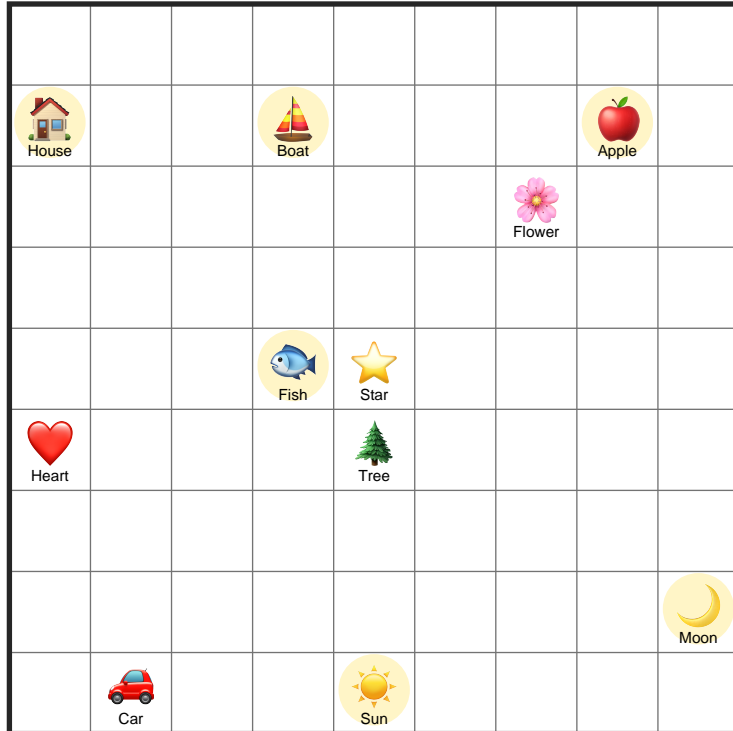 House
Boat
Apple
Flower
Fish
Star
Heart
Tree
Moon
Car
Sun